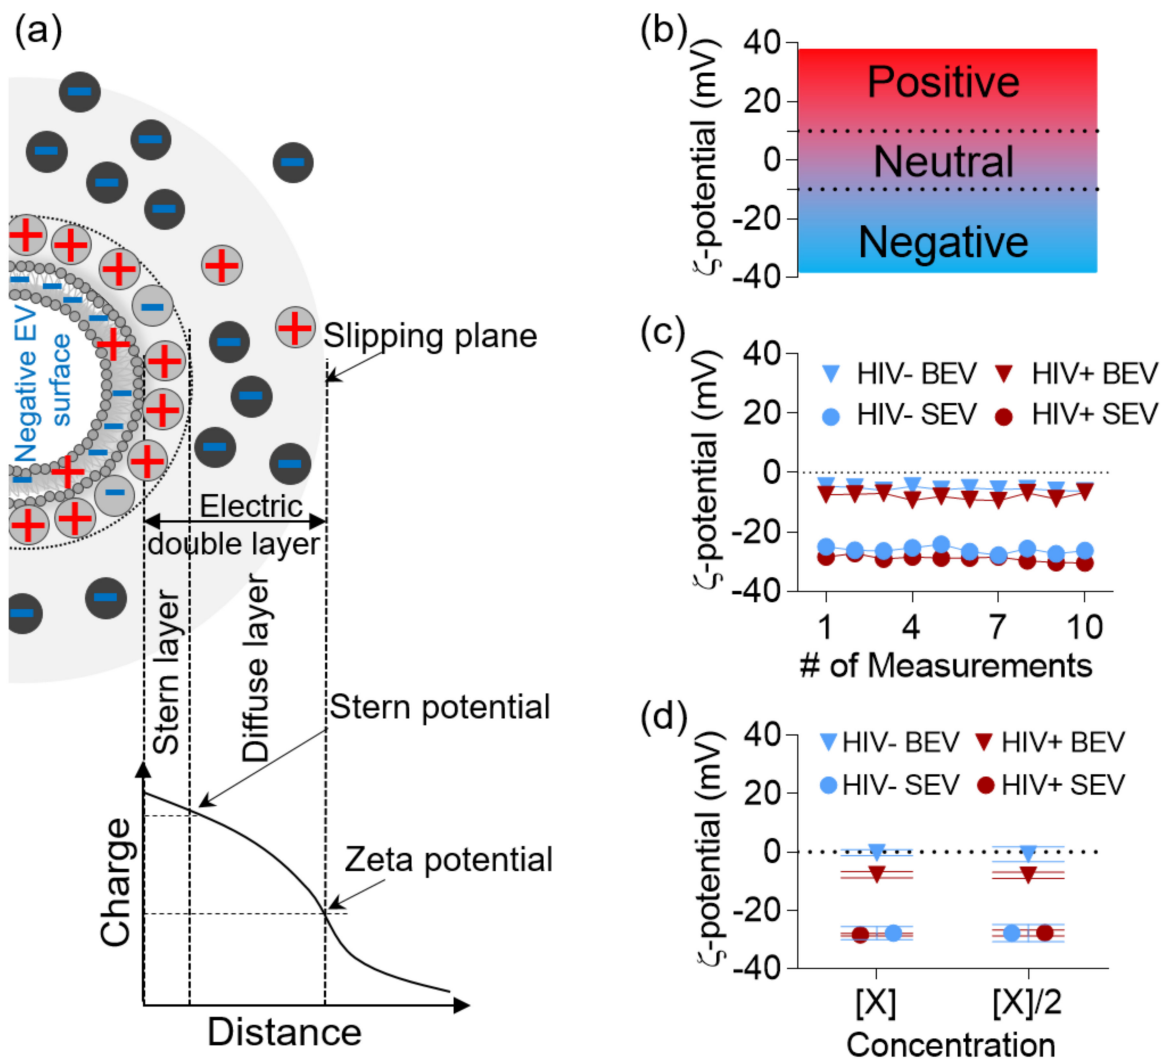 (a)
Negative EV
surface
Slipping plane
Electric
double layer
Stern layer
Diffuse layer
Stern potential
Zeta potential
Charge
Distance
(b)
ζ-potential (mV)
40
20
0
-20
-40
Positive
Neutral
Negative
(c)
ζ-potential (mV)
40
20
0
-20
-40
HIV- BEV
HIV+ BEV
HIV- SEV
HIV+ SEV
1 4 7 10
# of Measurements
(d)
ζ-potential (mV)
40
20
0
-20
-40
HIV- BEV
HIV+ BEV
HIV- SEV
HIV+ SEV
[X] [X]/2
Concentration